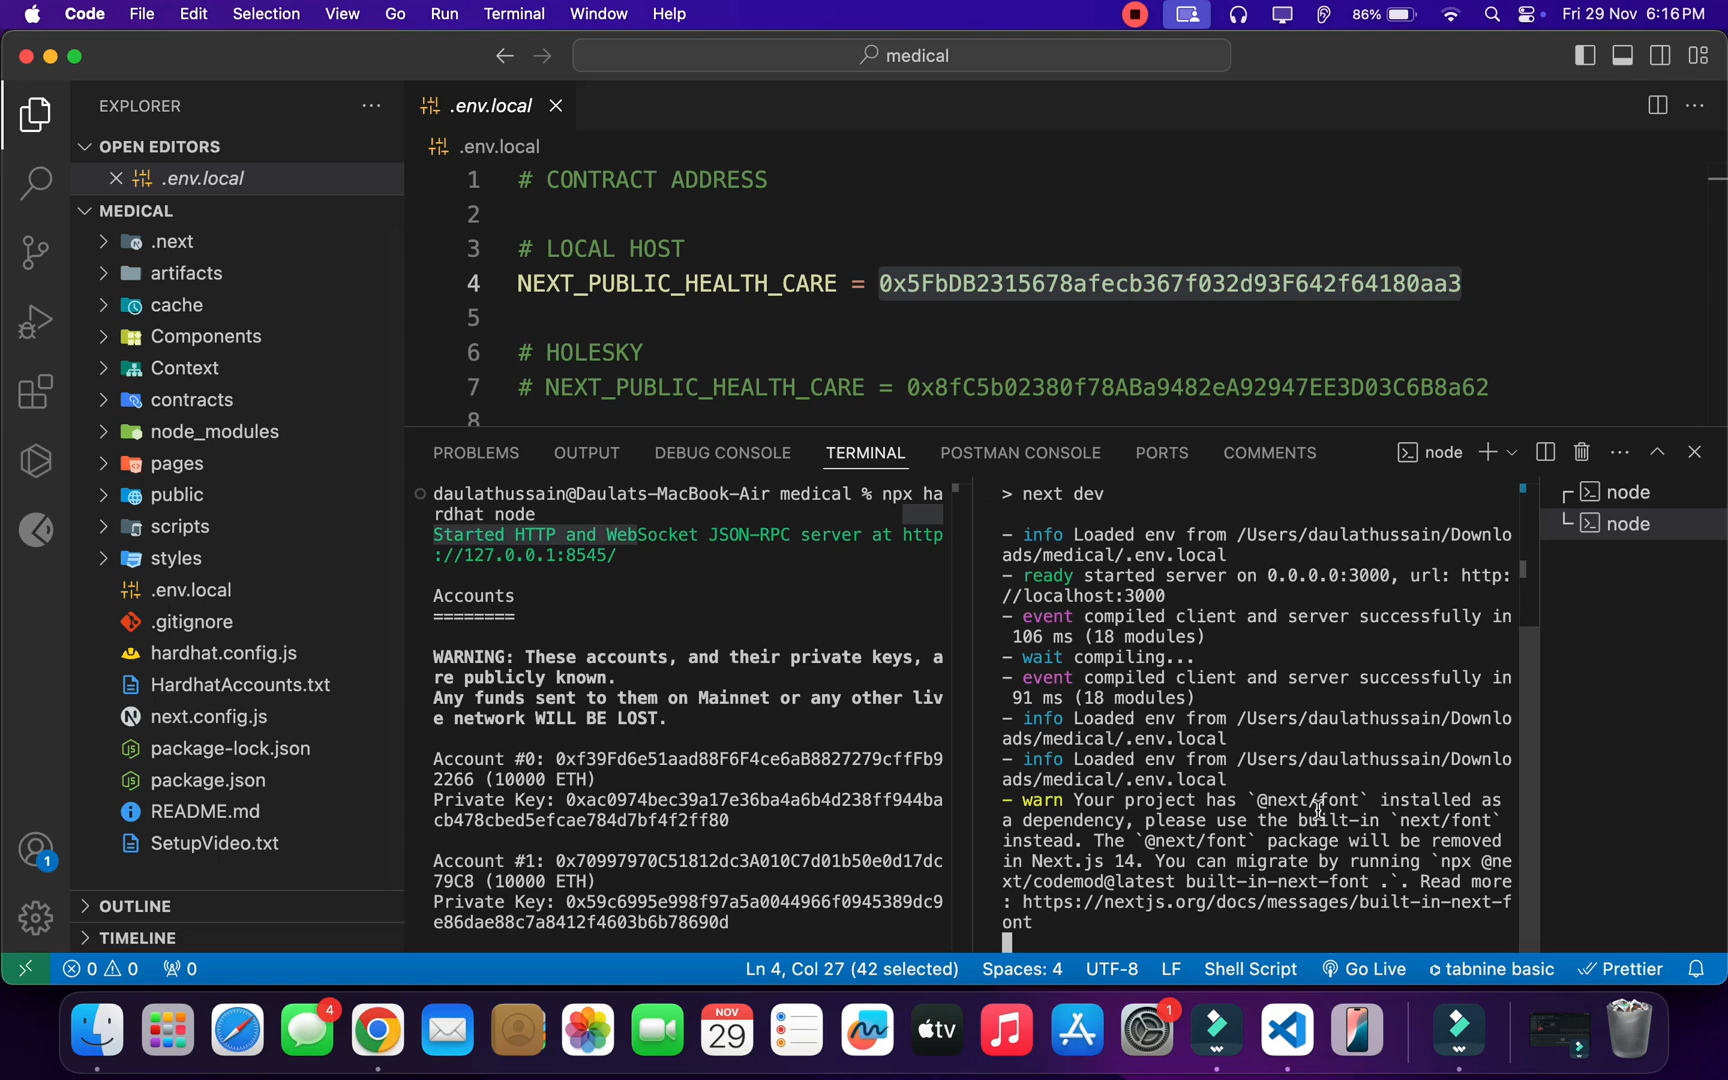 Code File Edit Selection View Go Run Terminal Window Help 86% Fri 29 Nov 6:16 PM
medical
EXPLORER
OPEN EDITORS
.env.local
MEDICAL
.next
artifacts
cache
Components
Context
contracts
node_modules
pages
public
scripts
styles
.env.local
.gitignore
hardhat.config.js
HardhatAccounts.txt
next.config.js
package-lock.json
package.json
README.md
SetupVideo.txt
OUTLINE
TIMELINE
1
.env.local
.env.local
1 # CONTRACT ADDRESS
2
3 # LOCAL HOST
4 NEXT_PUBLIC_HEALTH_CARE = 0x5FbDB2315678afecb367f032d93F642f64180aa3
5
6 # HOLESKY
7 # NEXT_PUBLIC_HEALTH_CARE = 0x8fC5b02380f78ABa9482eA92947EE3D03C6B8a62
8
PROBLEMS OUTPUT DEBUG CONSOLE TERMINAL POSTMAN CONSOLE PORTS COMMENTS node
daulathussain@Daulats-MacBook-Air medical % npx ha
rdhat node
Started HTTP and WebSocket JSON-RPC server at http
://127.0.0.1:8545/
Accounts
========
WARNING: These accounts, and their private keys, a
re publicly known.
Any funds sent to them on Mainnet or any other liv
e network WILL BE LOST.
Account #0: 0xf39Fd6e51aad88F6F4ce6aB8827279cffFb9
2266 (10000 ETH)
Private Key: 0xac0974bec39a17e36ba4a6b4d238ff944ba
cb478cbed5efcae784d7bf4f2ff80
Account #1: 0x70997970C51812dc3A010C7d01b50e0d17dc
79C8 (10000 ETH)
Private Key: 0x59c6995e998f97a5a0044966f0945389dc9
e86dae88c7a8412f4603b6b78690d
> next dev
- info Loaded env from /Users/daulathussain/Downlo
ads/medical/.env.local
- ready started server on 0.0.0.0:3000, url: http:
//localhost:3000
- event compiled client and server successfully in
106 ms (18 modules)
- wait compiling...
- event compiled client and server successfully in
91 ms (18 modules)
- info Loaded env from /Users/daulathussain/Downlo
ads/medical/.env.local
- info Loaded env from /Users/daulathussain/Downlo
ads/medical/.env.local
- warn Your project has `@next/font` installed as
a dependency, please use the built-in `next/font`
instead. The `@next/font` package will be removed
in Next.js 14. You can migrate by running `npx @ne
xt/codemod@latest built-in-next-font .`. Read more
: https://nextjs.org/docs/messages/built-in-next-f
ont
node
node
0 0 0 Ln 4, Col 27 (42 selected) Spaces: 4 UTF-8 LF Shell Script Go Live tabnine basic Prettier
4 NOV 29 tv 1